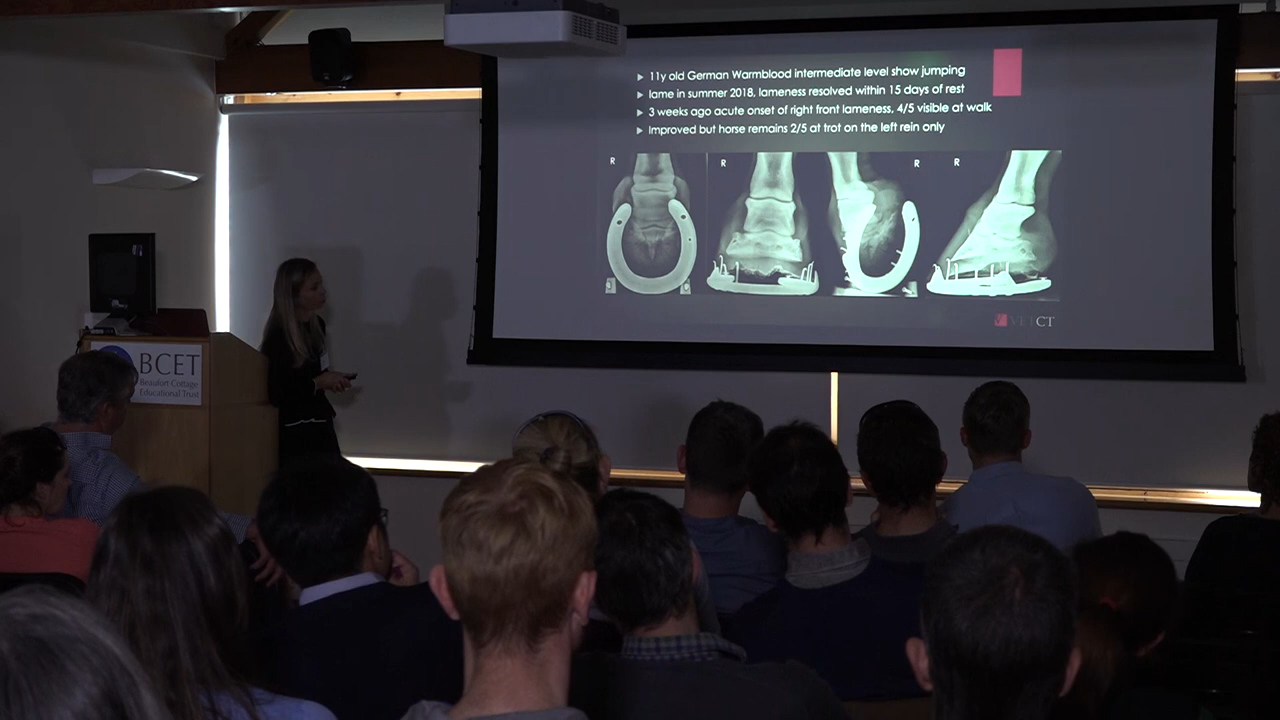 11y old German Warmblood intermediate level show jumping
lame in summer 2018, lameness resolved within 15 days of rest
3 weeks ago acute onset of right front lameness, 4/5 visible at walk
Improved but horse remains 2/5 at trot on the left rein only
R
R
R
R
VETCT
BCET
Beaufort Cottage
Educational Trust